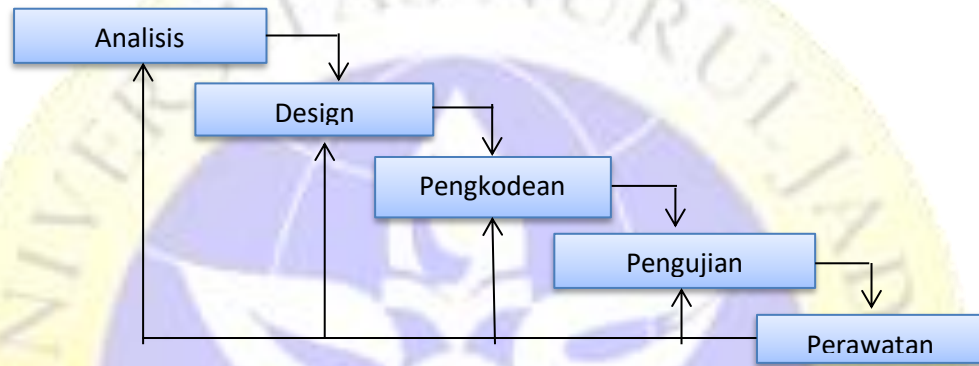 Analisis
Design
Pengkodean
Pengujian
Perawatan